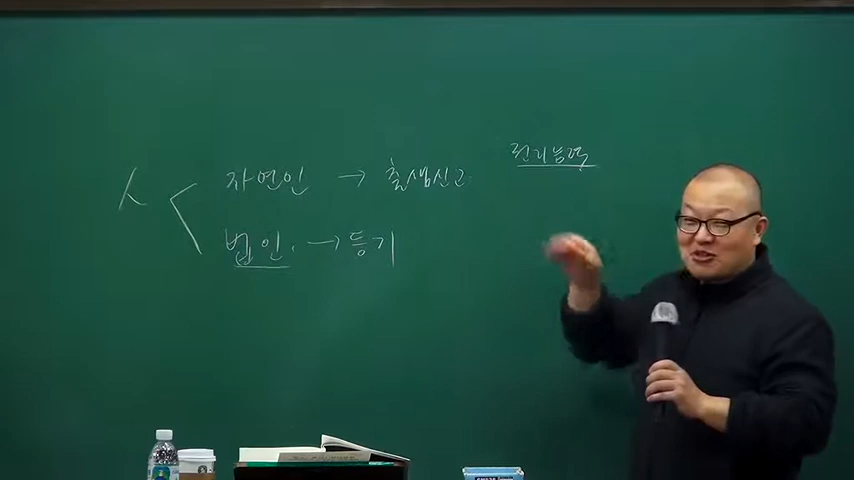 권리능력
人 < 자연인 → 출생신고
법인. → 등기